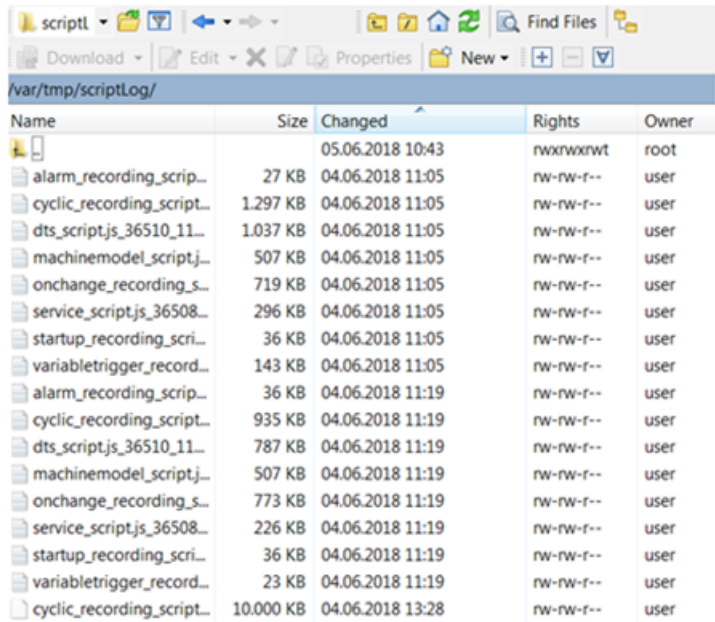 scriptl
Find Files
Download Edit Properties New
/var/tmp/scriptLog/
Name Size Changed Rights Owner
.. 05.06.2018 10:43 rwxrwxrwt root
alarm_recording_scrip... 27 KB 04.06.2018 11:05 rw-rw-r-- user
cyclic_recording_script... 1.297 KB 04.06.2018 11:05 rw-rw-r-- user
dts_script.js_36510_11... 1.037 KB 04.06.2018 11:05 rw-rw-r-- user
machinemodel_script.j... 507 KB 04.06.2018 11:05 rw-rw-r-- user
onchange_recording_s... 719 KB 04.06.2018 11:05 rw-rw-r-- user
service_script.js_36508... 296 KB 04.06.2018 11:05 rw-rw-r-- user
startup_recording_scri... 36 KB 04.06.2018 11:05 rw-rw-r-- user
variabletrigger_record... 143 KB 04.06.2018 11:05 rw-rw-r-- user
alarm_recording_scrip... 36 KB 04.06.2018 11:19 rw-rw-r-- user
cyclic_recording_script... 935 KB 04.06.2018 11:19 rw-rw-r-- user
dts_script.js_36510_11... 787 KB 04.06.2018 11:19 rw-rw-r-- user
machinemodel_script.j... 507 KB 04.06.2018 11:19 rw-rw-r-- user
onchange_recording_s... 773 KB 04.06.2018 11:19 rw-rw-r-- user
service_script.js_36508... 226 KB 04.06.2018 11:19 rw-rw-r-- user
startup_recording_scri... 36 KB 04.06.2018 11:19 rw-rw-r-- user
variabletrigger_record... 23 KB 04.06.2018 11:19 rw-rw-r-- user
cyclic_recording_script... 10.000 KB 04.06.2018 13:28 rw-rw-r-- user